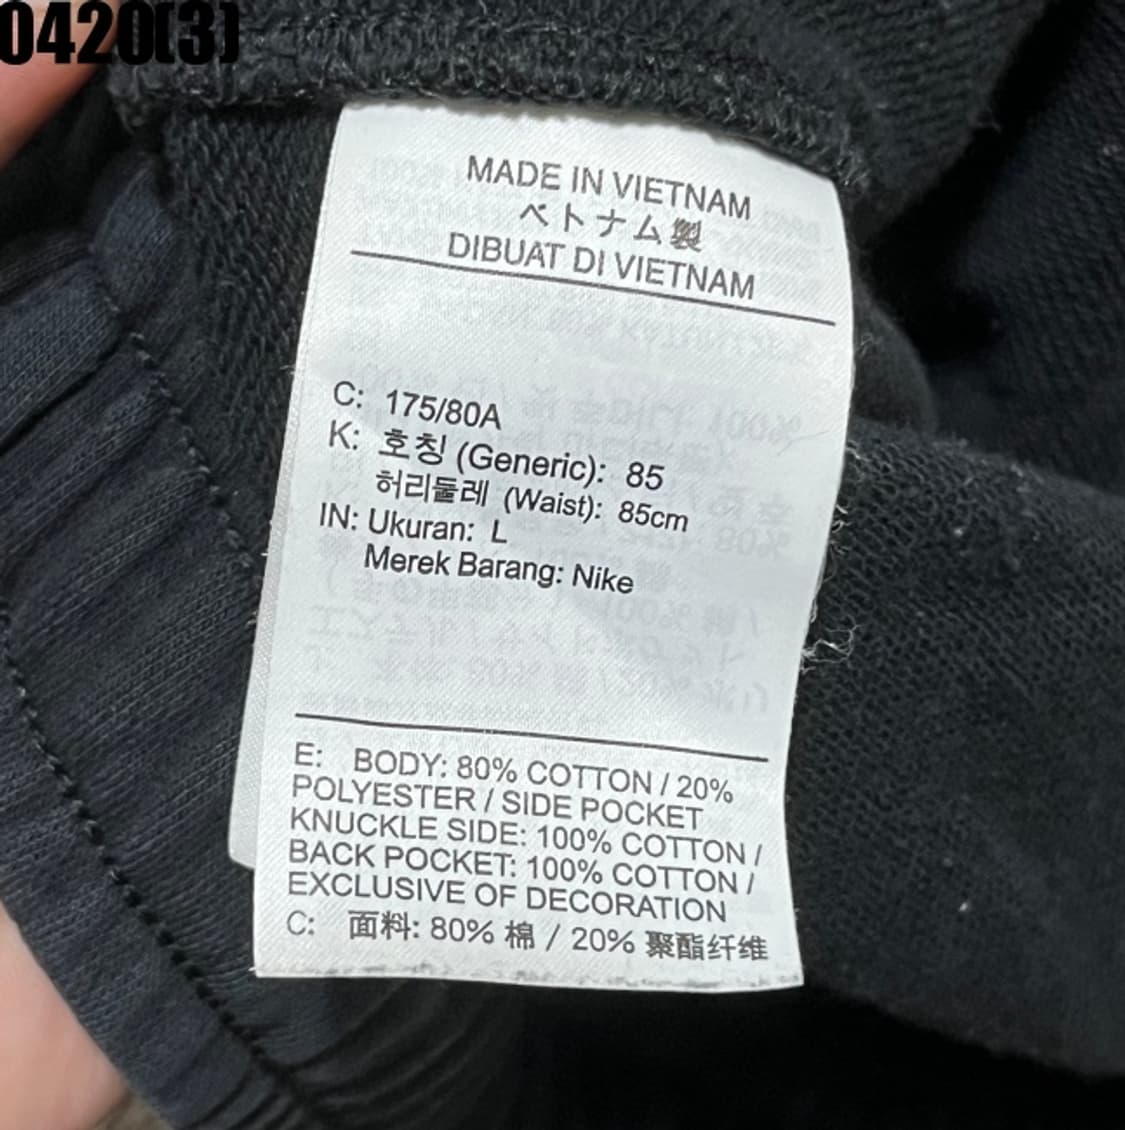 0420(3)
MADE IN VIETNAM
ベトナム製
DIBUAT DI VIETNAM
C: 175/80A
K: 호칭 (Generic): 85
허리둘레 (Waist): 85cm
IN: Ukuran: L
Merek Barang: Nike
E: BODY: 80% COTTON / 20%
POLYESTER / SIDE POCKET
KNUCKLE SIDE: 100% COTTON /
BACK POCKET: 100% COTTON /
EXCLUSIVE OF DECORATION
C: 面料: 80% 棉 / 20% 聚酯纤维